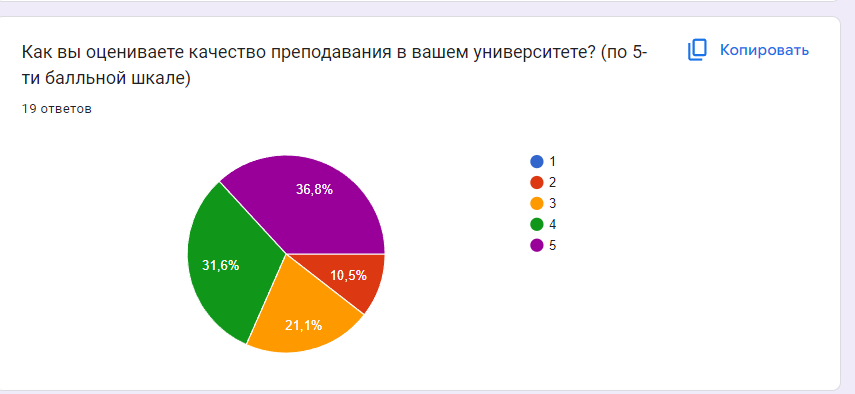 Как вы оцениваете качество преподавания в вашем университете? (по 5-
ти балльной шкале)
Копировать
19 ответов
1
2
3
4
5
36,8%
31,6%
10,5%
21,1%